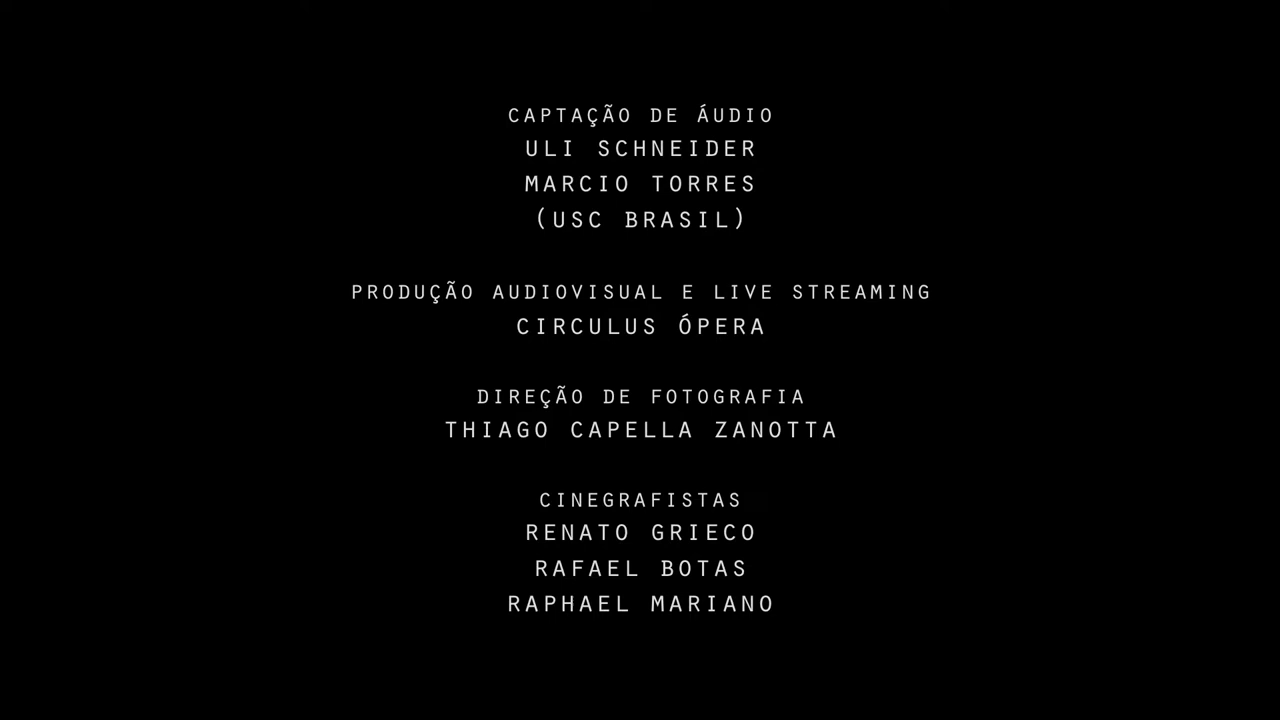 CAPTAÇÃO DE ÁUDIO
ULI SCHNEIDER
MARCIO TORRES
(USC BRASIL)
PRODUÇÃO AUDIOVISUAL E LIVE STREAMING
CIRCULUS ÓPERA
DIREÇÃO DE FOTOGRAFIA
THIAGO CAPELLA ZANOTTA
CINEGRAFISTAS
RENATO GRIECO
RAFAEL BOTAS
RAPHAEL MARIANO